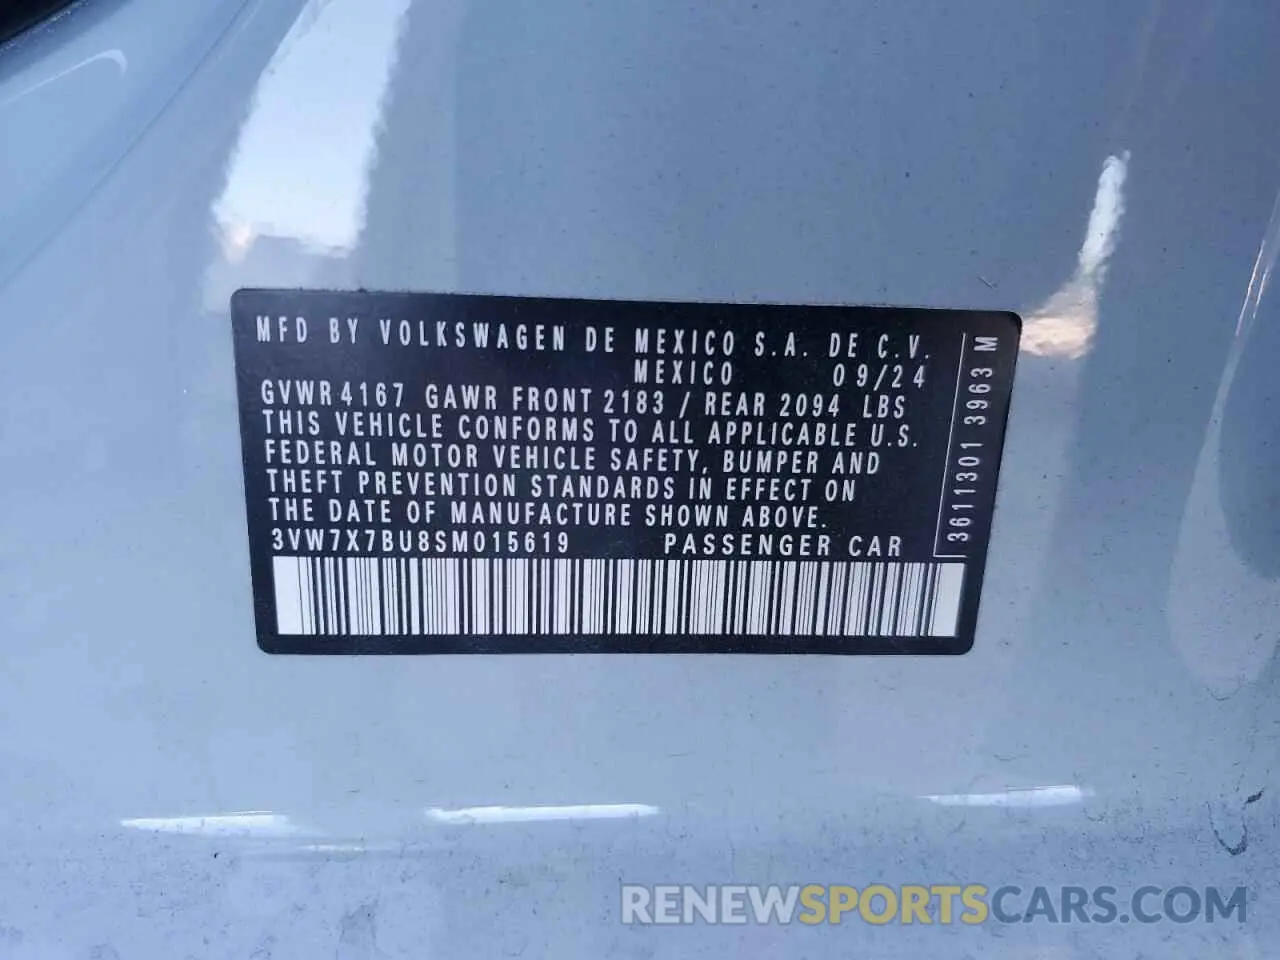 MFD BY VOLKSWAGEN DE MEXICO S.A. DE C.V.
MEXICO 09/24
GVWR 4167 GAWR FRONT 2183 / REAR 2094 LBS
THIS VEHICLE CONFORMS TO ALL APPLICABLE U.S.
FEDERAL MOTOR VEHICLE SAFETY, BUMPER AND
THEFT PREVENTION STANDARDS IN EFFECT ON
THE DATE OF MANUFACTURE SHOWN ABOVE.
3VW7X7BU8SM015619 PASSENGER CAR
3611301 3963 M
RENEWSPORTSCARS.COM